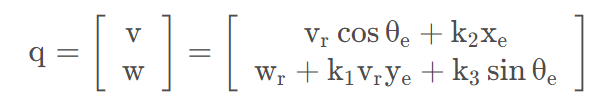 q = [ v w ] = [ v_r cos θ_e + k_2 x_e
w_r + k_1 v_r y_e + k_3 sin θ_e ]